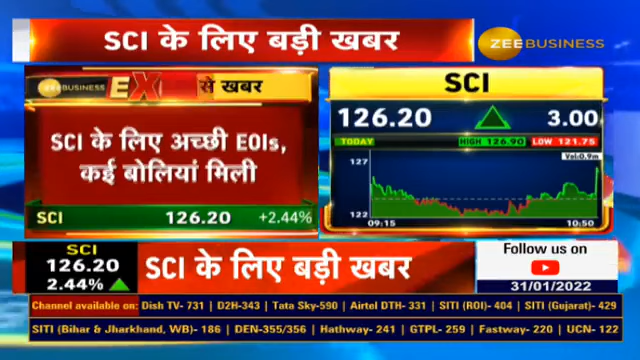 SCI के लिए बड़ी खबर
ZEE BUSINESS
ZEE BUSINESS EX से खबर
SCI के लिए अच्छी EOIs,
कई बोलियां मिली
SCI 126.20 +2.44%
SCI
126.20 3.00
TODAY HIGH 126.90 LOW 121.75
Vol:0.9m
127
122
09:15 10:50
SCI
126.20
2.44%
SCI के लिए बड़ी खबर
Follow us on
31/01/2022
Channel available on: Dish TV- 731 | D2H-343 | Tata Sky-590 | Airtel DTH- 331 | SITI (ROI)- 404 | SITI (Gujarat)- 429
SITI (Bihar & Jharkhand, WB)- 186 | DEN-355/356 | Hathway- 241 | GTPL- 259 | Fastway- 220 | UCN- 122